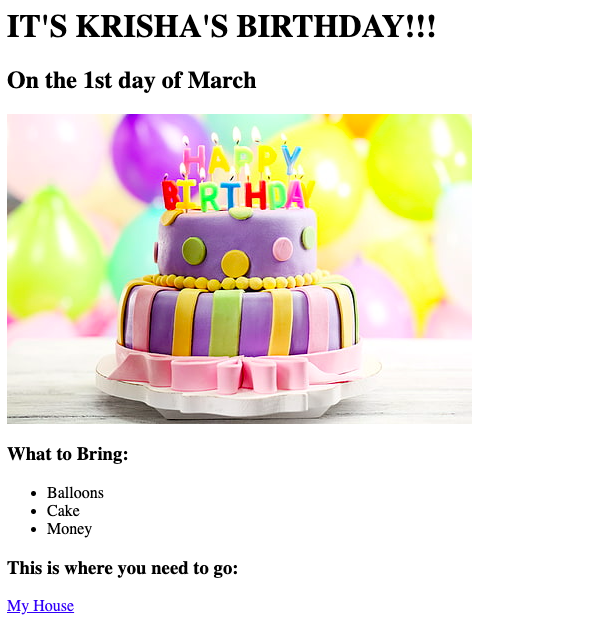 IT'S KRISHA'S BIRTHDAY!!!
On the 1st day of March
HAPPY
BIRTHDAY
What to Bring:
Balloons
Cake
Money
This is where you need to go:
My House